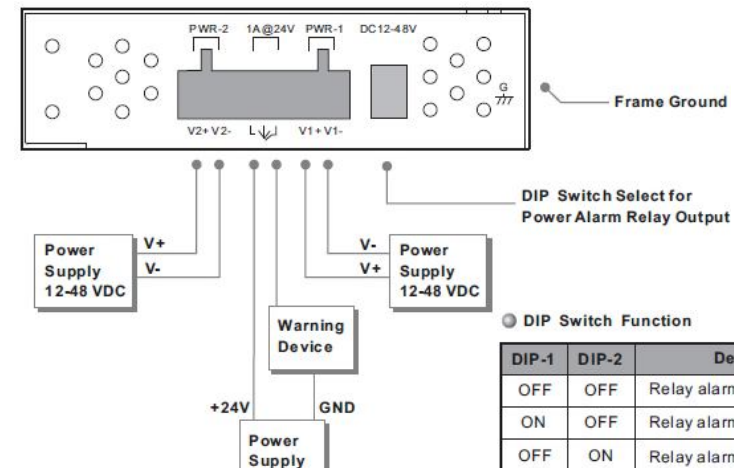 PWR-2 1A@24V PWR-1 DC12-48V
G
Frame Ground
V2+ V2- V1+ V1-
DIP Switch Select for
Power Alarm Relay Output
V+
V-
Power
Supply
12-48 VDC
V-
V+
Power
Supply
12-48 VDC
Warning
Device
+24V
GND
Power
Supply
DIP Switch Function
DIP-1 DIP-2
OFF OFF Relay alarm
ON OFF Relay alarm
OFF ON Relay alarm